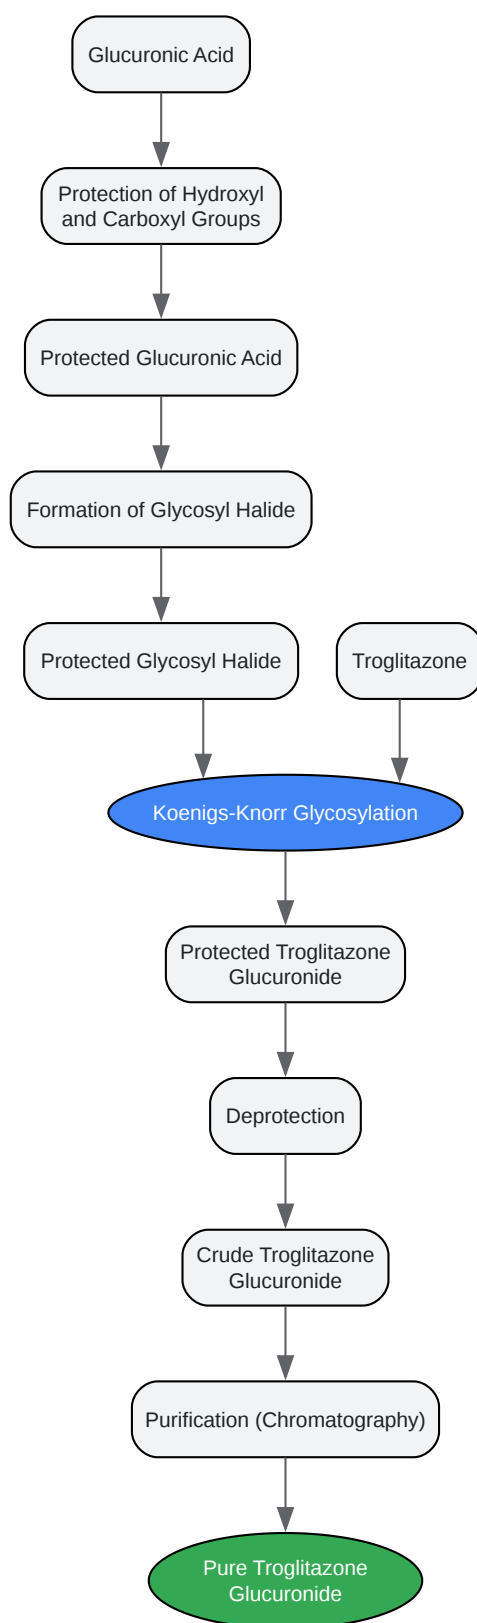 Glucuronic Acid
Protection of Hydroxyl
and Carboxyl Groups
Protected Glucuronic Acid
Formation of Glycosyl Halide
Protected Glycosyl Halide
Troglitazone
Koenigs-Knorr Glycosylation
Protected Troglitazone
Glucuronide
Deprotection
Crude Troglitazone
Glucuronide
Purification (Chromatography)
Pure Troglitazone
Glucuronide